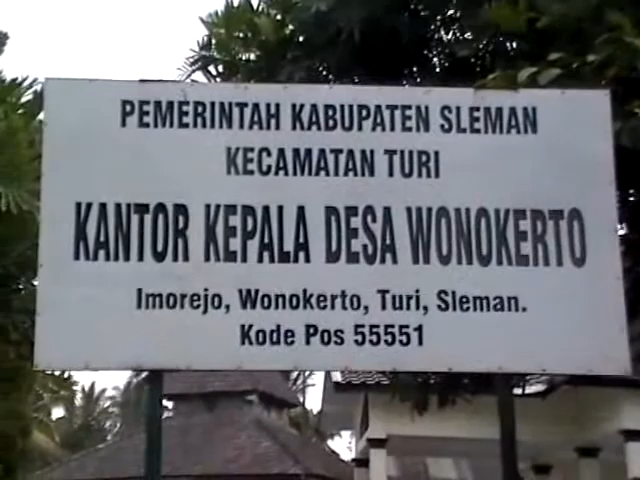 PEMERINTAH KABUPATEN SLEMAN
KECAMATAN TURI
KANTOR KEPALA DESA WONOKERTO
Imorejo, Wonokerto, Turi, Sleman.
Kode Pos 55551